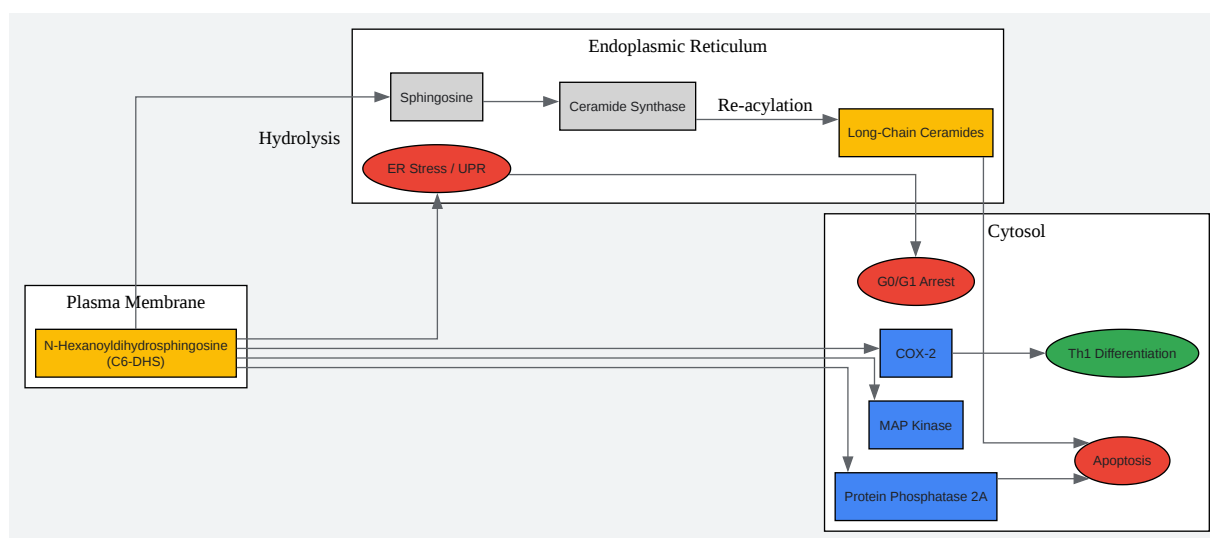 Endoplasmic Reticulum
Sphingosine
Ceramide Synthase
Re-acylation
Long-Chain Ceramides
Hydrolysis
ER Stress / UPR
Cytosol
G0/G1 Arrest
Plasma Membrane
N-Hexanoyldihydrosphingosine
(C6-DHS)
COX-2
Th1 Differentiation
MAP Kinase
Apoptosis
Protein Phosphatase 2A